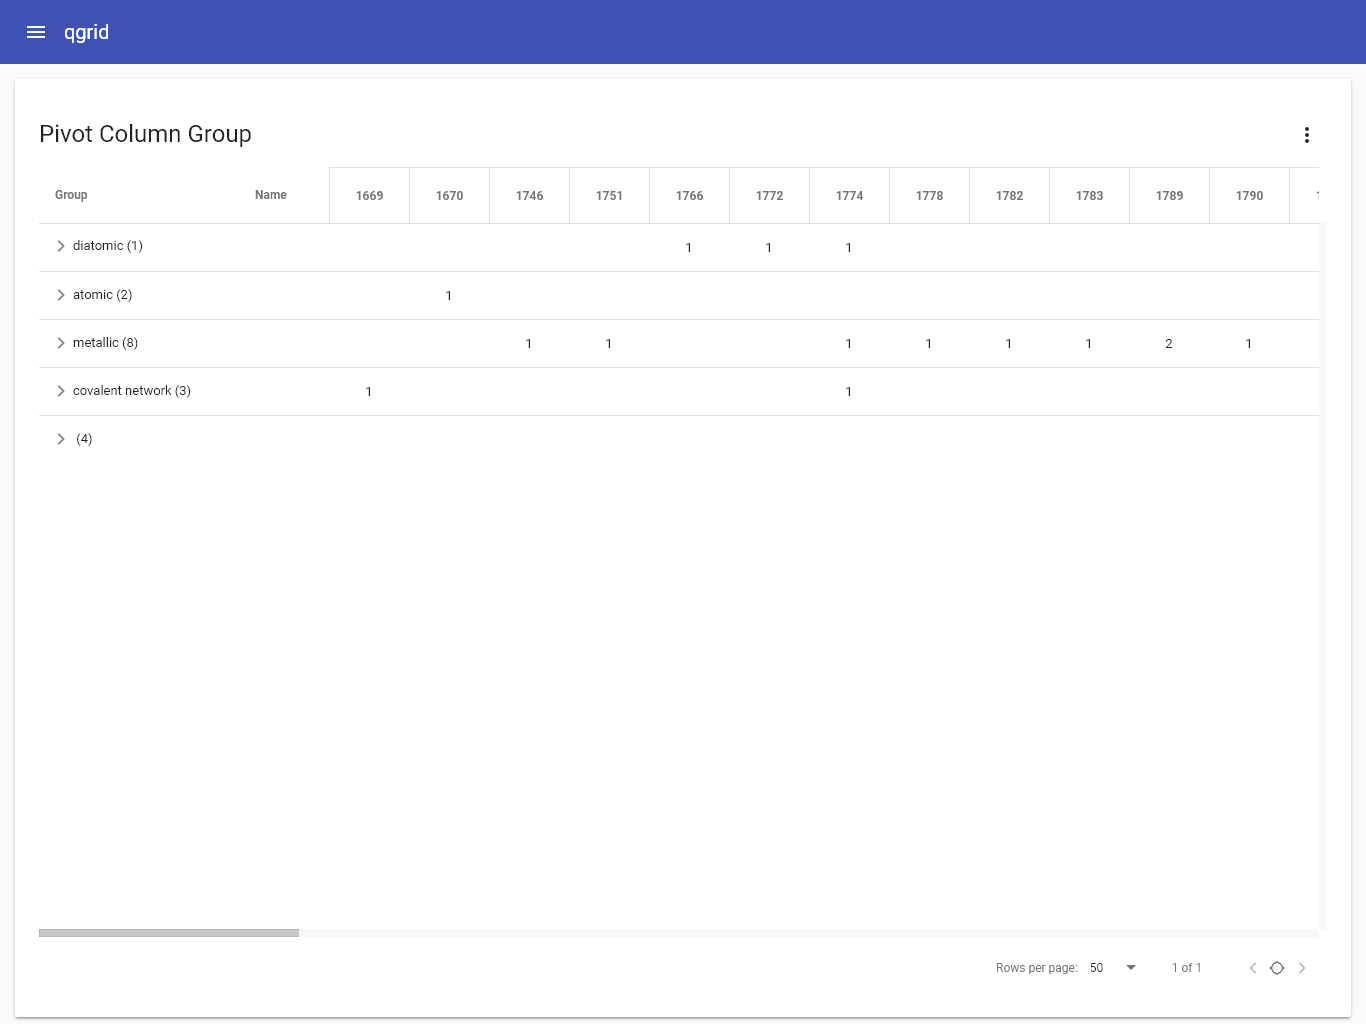 qgrid
Pivot Column Group
Group Name 1669 1670 1746 1751 1766 1772 1774 1778 1782 1783 1789 1790
diatomic (1) 1 1 1
atomic (2) 1
metallic (8) 1 1 1 1 1 1 2 1
covalent network (3) 1 1
(4)
Rows per page: 50 1 of 1